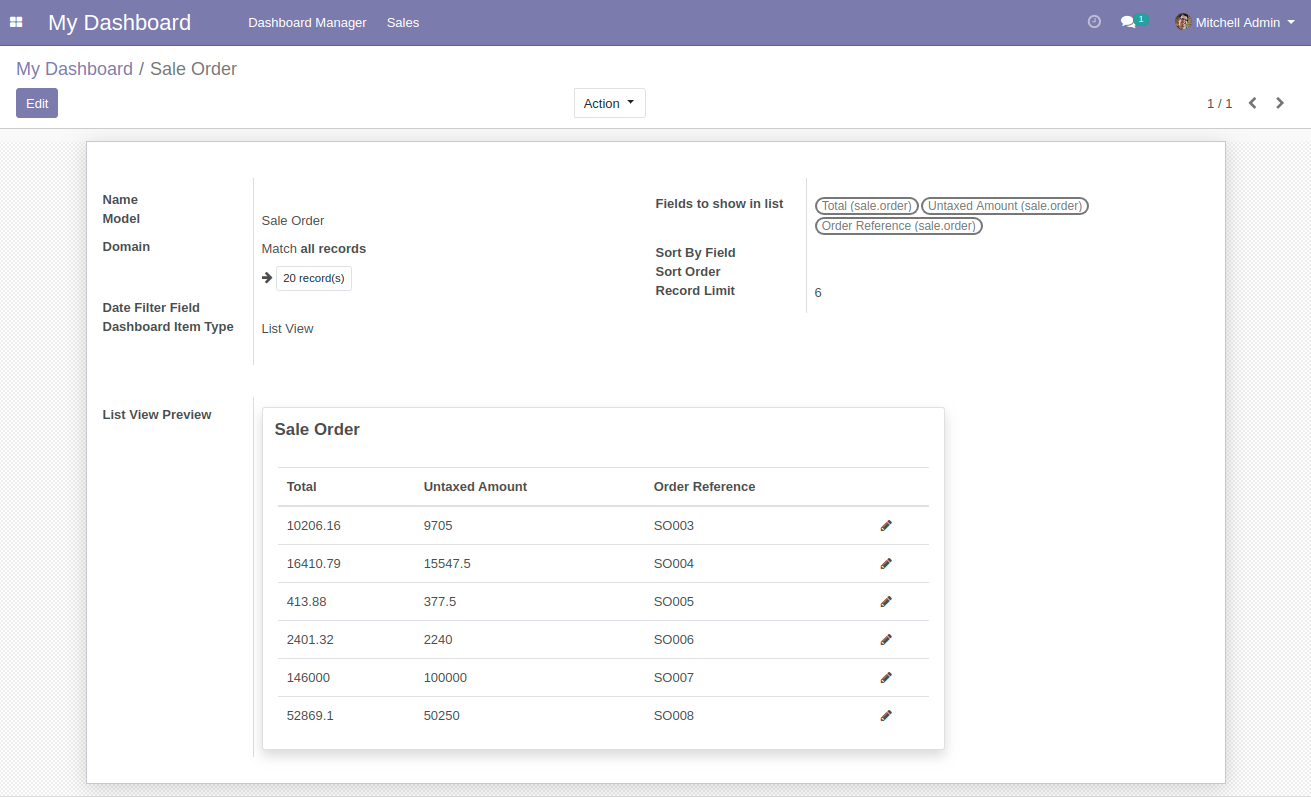 My Dashboard Dashboard Manager Sales 1 Mitchell Admin
My Dashboard / Sale Order
Edit Action 1 / 1
Name
Model Sale Order
Domain Match all records
20 record(s)
Date Filter Field
Dashboard Item Type List View
Fields to show in list Total (sale.order) Untaxed Amount (sale.order)
Order Reference (sale.order)
Sort By Field
Sort Order
Record Limit 6
List View Preview
Sale Order
Total Untaxed Amount Order Reference
10206.16 9705 SO003
16410.79 15547.5 SO004
413.88 377.5 SO005
2401.32 2240 SO006
146000 100000 SO007
52869.1 50250 SO008